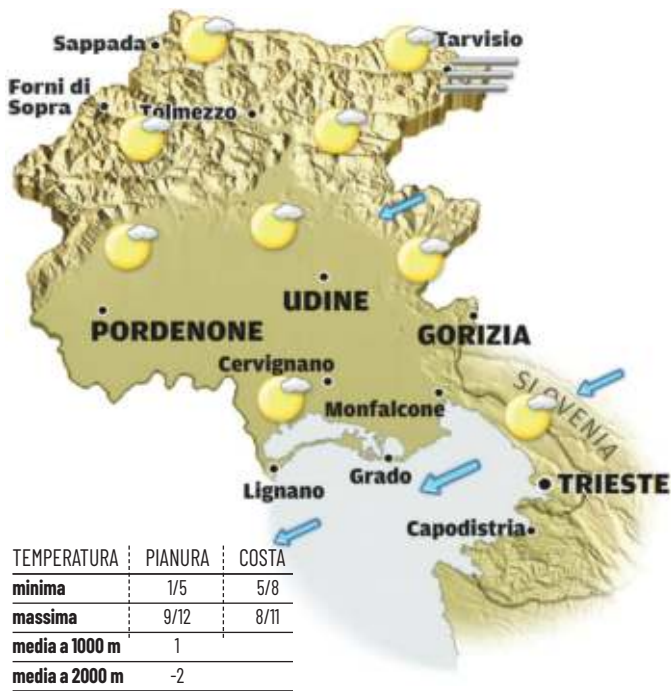 Sappada
Tarvisio
Forni di
Sopra
Tolmezzo
UDINE
PORDENONE
GORIZIA
Cervignano
SLOVENIA
Monfalcone
Grado
Lignano
TRIESTE
Capodistria
TEMPERATURA PIANURA COSTA
minima 1/5 5/8
massima 9/12 8/11
media a 1000 m 1
media a 2000 m -2